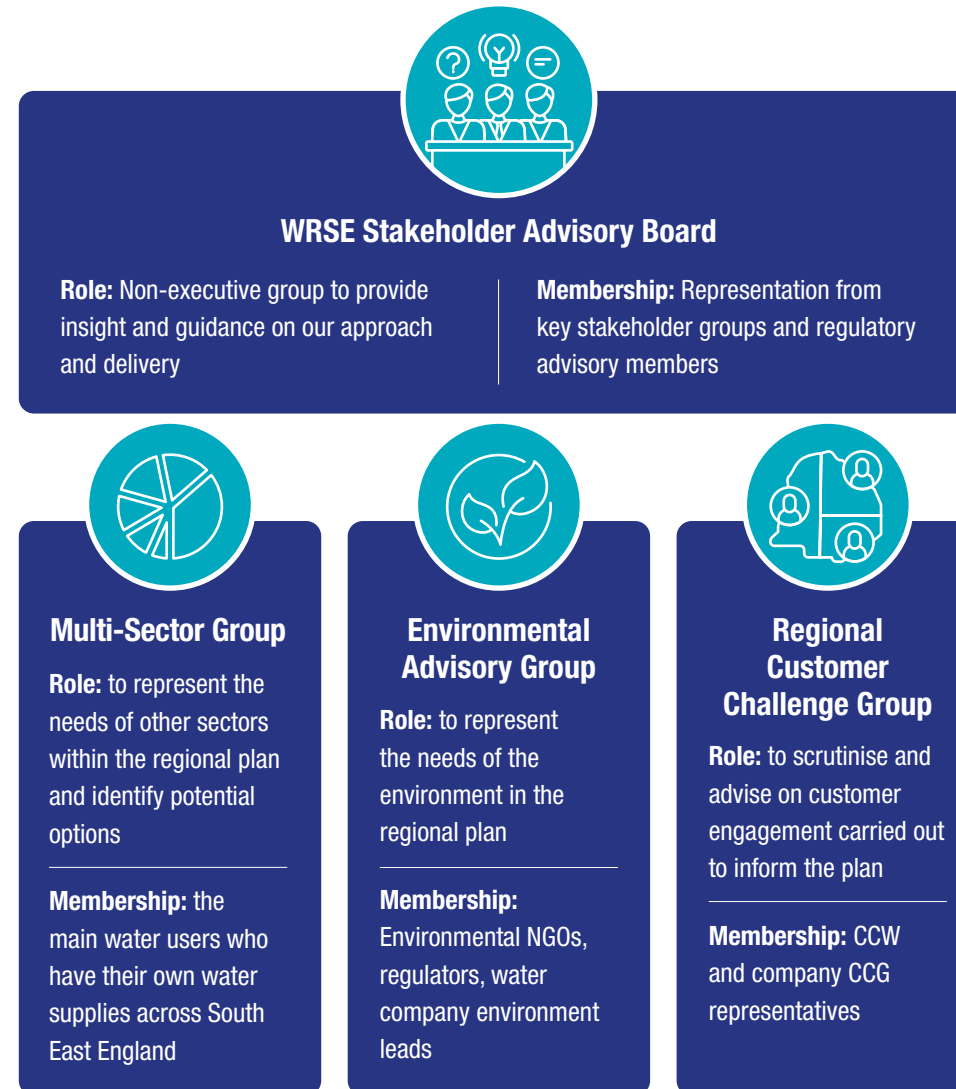 WRSE Stakeholder Advisory Board
Role: Non-executive group to provide
insight and guidance on our approach
and delivery
Membership: Representation from
key stakeholder groups and regulatory
advisory members
Multi-Sector Group
Role: to represent the
needs of other sectors
within the regional plan
and identify potential
options
Membership: the
main water users who
have their own water
supplies across South
East England
Environmental
Advisory Group
Role: to represent
the needs of the
environment in the
regional plan
Membership:
Environmental NGOs,
regulators, water
company environment
leads
Regional
Customer
Challenge Group
Role: to scrutinise and
advise on customer
engagement carried out
to inform the plan
Membership: CCW
and company CCG
representatives